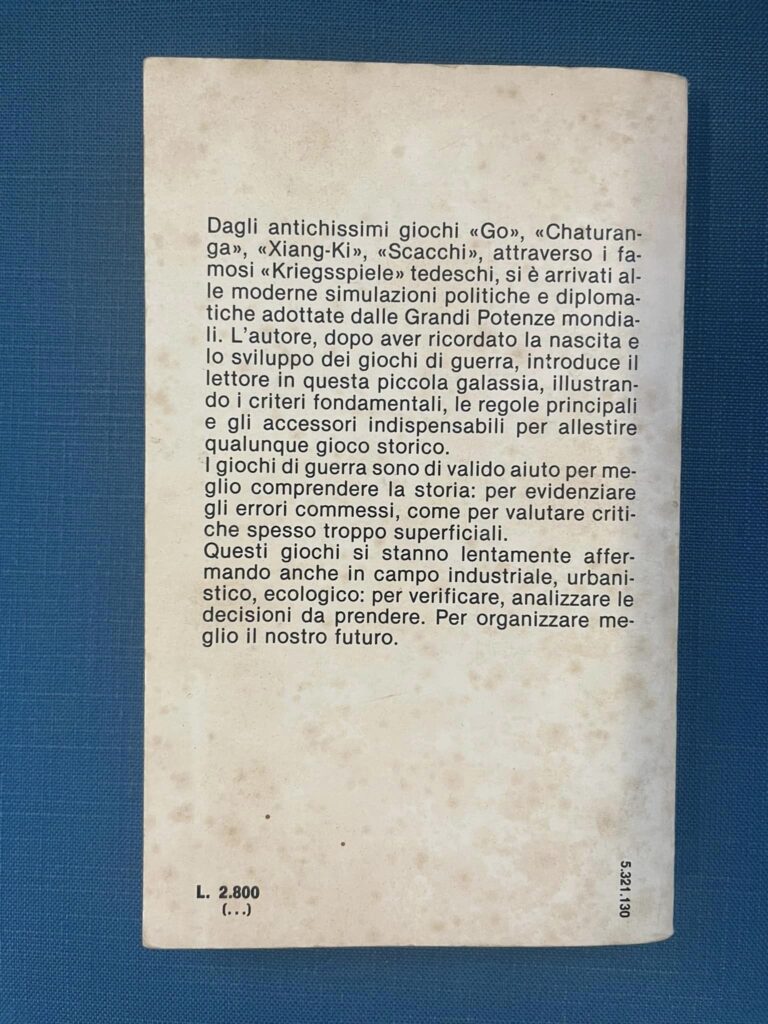 Dagli antichissimi giochi «Go», «Chaturan-
ga», «Xiang-Ki», «Scacchi», attraverso i fa-
mosi «Kriegsspiele» tedeschi, si è arrivati al-
le moderne simulazioni politiche e diploma-
tiche adottate dalle Grandi Potenze mondia-
li. L'autore, dopo aver ricordato la nascita e
lo sviluppo dei giochi di guerra, introduce il
lettore in questa piccola galassia, illustran-
do i criteri fondamentali, le regole principali
e gli accessori indispensabili per allestire
qualunque gioco storico.
I giochi di guerra sono di valido aiuto per me-
glio comprendere la storia: per evidenziare
gli errori commessi, come per valutare criti-
che spesso troppo superficiali.
Questi giochi si stanno lentamente affer-
mando anche in campo industriale, urbani-
stico, ecologico: per verificare, analizzare le
decisioni da prendere. Per organizzare me-
glio il nostro futuro.
L. 2.800
(...)
5.321.130